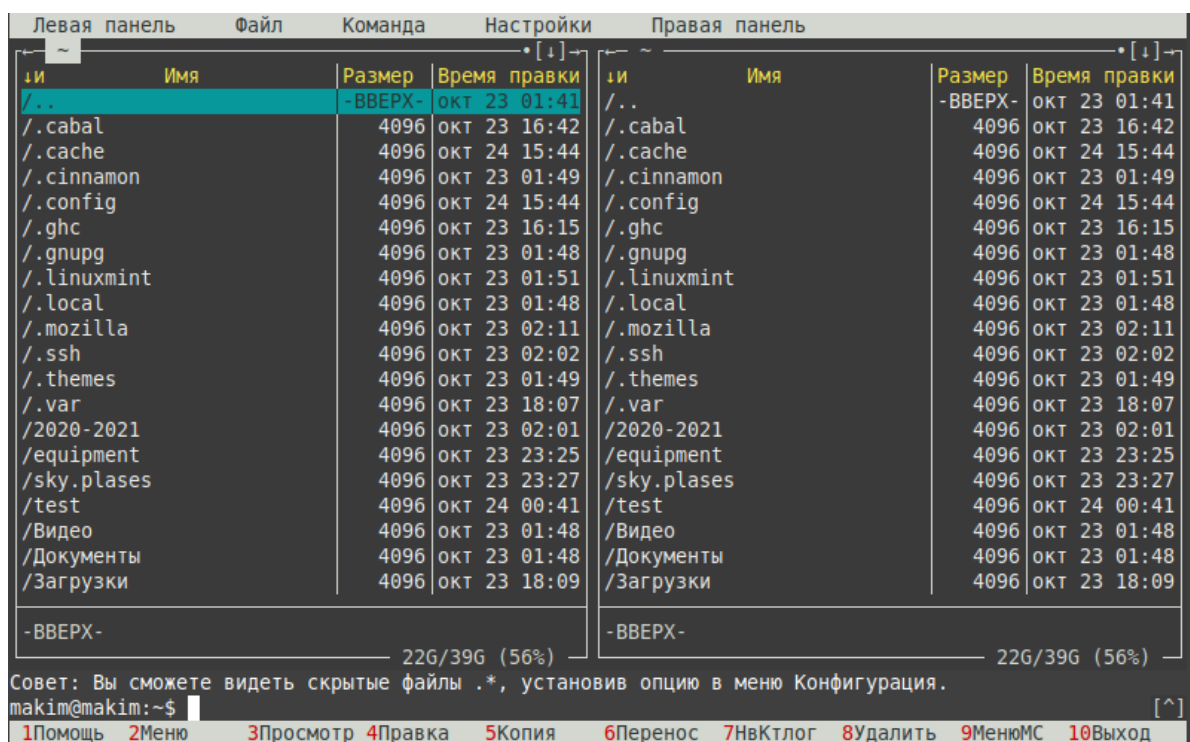 Левая панель Файл Команда Настройки Правая панель
←  ~ •[↓]→ ←  ~ •[↓]→
↓и Имя Размер Время правки ↓и Имя Размер Время правки
/.. -ВВЕРХ- окт 23 01:41 /.. -ВВЕРХ- окт 23 01:41
/.cabal 4096 окт 23 16:42 /.cabal 4096 окт 23 16:42
/.cache 4096 окт 24 15:44 /.cache 4096 окт 24 15:44
/.cinnamon 4096 окт 23 01:49 /.cinnamon 4096 окт 23 01:49
/.config 4096 окт 24 15:44 /.config 4096 окт 24 15:44
/.ghc 4096 окт 23 16:15 /.ghc 4096 окт 23 16:15
/.gnupg 4096 окт 23 01:48 /.gnupg 4096 окт 23 01:48
/.linuxmint 4096 окт 23 01:51 /.linuxmint 4096 окт 23 01:51
/.local 4096 окт 23 01:48 /.local 4096 окт 23 01:48
/.mozilla 4096 окт 23 02:11 /.mozilla 4096 окт 23 02:11
/.ssh 4096 окт 23 02:02 /.ssh 4096 окт 23 02:02
/.themes 4096 окт 23 01:49 /.themes 4096 окт 23 01:49
/.var 4096 окт 23 18:07 /.var 4096 окт 23 18:07
/2020-2021 4096 окт 23 02:01 /2020-2021 4096 окт 23 02:01
/equipment 4096 окт 23 23:25 /equipment 4096 окт 23 23:25
/sky.plases 4096 окт 23 23:27 /sky.plases 4096 окт 23 23:27
/test 4096 окт 24 00:41 /test 4096 окт 24 00:41
/Видео 4096 окт 23 01:48 /Видео 4096 окт 23 01:48
/Документы 4096 окт 23 01:48 /Документы 4096 окт 23 01:48
/Загрузки 4096 окт 23 18:09 /Загрузки 4096 окт 23 18:09
-ВВЕРХ- -ВВЕРХ-
22G/39G (56%) 22G/39G (56%)
Совет: Вы сможете видеть скрытые файлы .*, установив опцию в меню Конфигурация.
makim@makim:~$ [^]
1Помощь 2Меню 3Просмотр 4Правка 5Копия 6Перенос 7НвКтлог 8Удалить 9МенюMC 10Выход